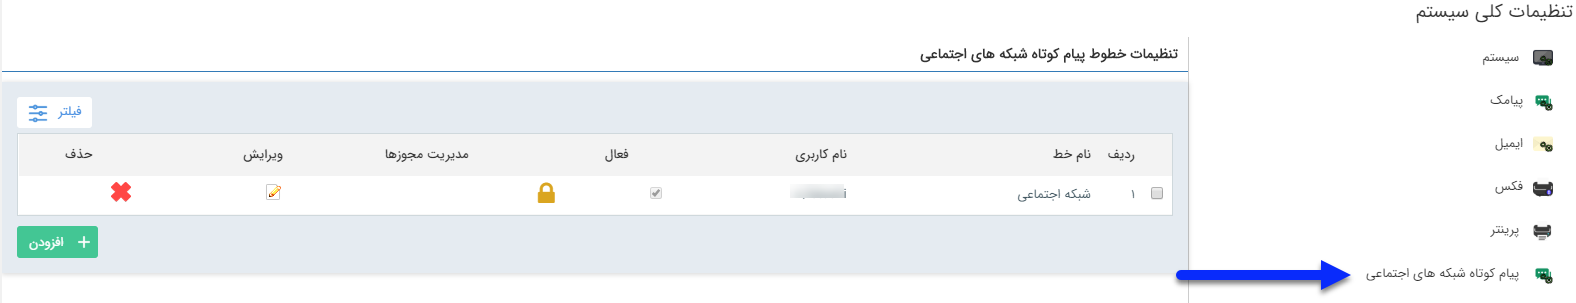 تنظیمات کلی سیستم
سیستم
پیامک
ایمیل
فکس
پرینتر
پیام کوتاه شبکه های اجتماعی
تنظیمات خطوط پیام کوتاه شبکه های اجتماعی
فیلتر
ردیف نام خط نام کاربری فعال مدیریت مجوزها ویرایش حذف
۱ شبکه اجتماعی
+ افزودن